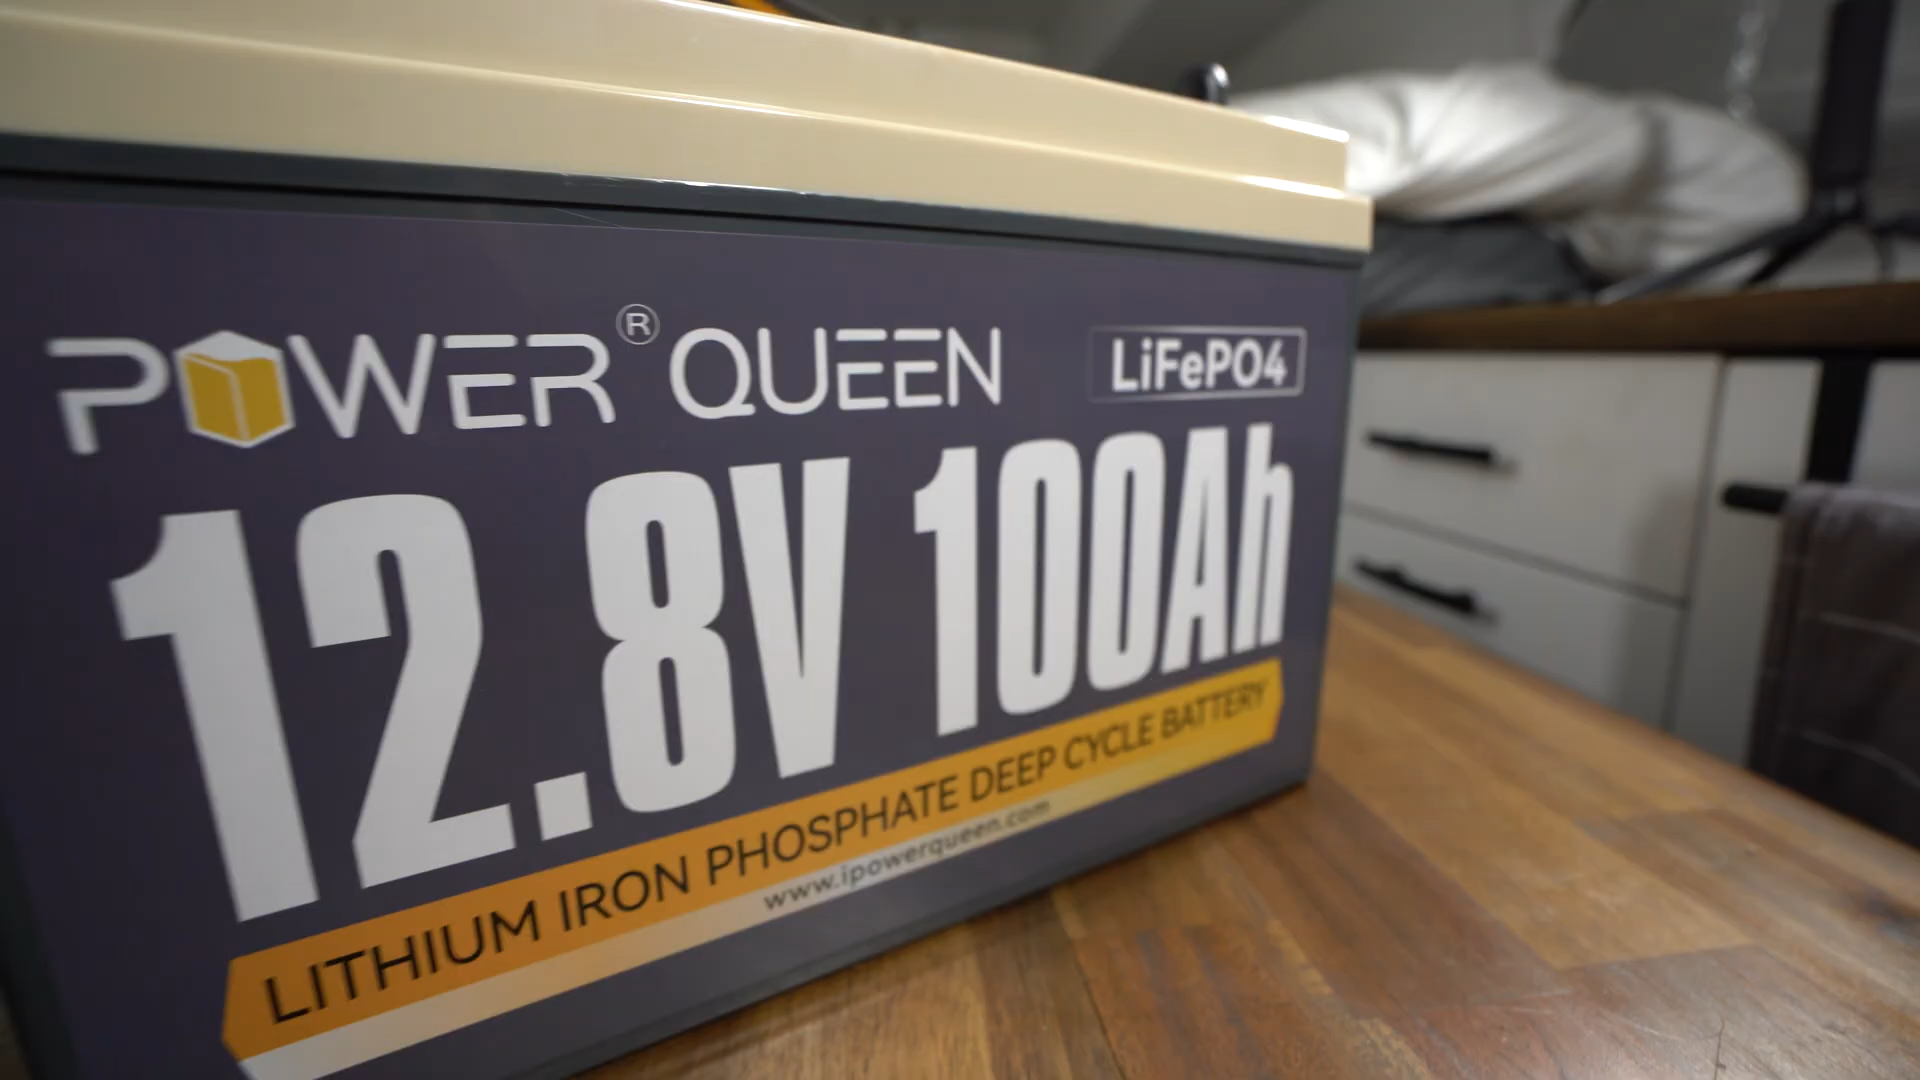 POWER® QUEEN
LiFePO4
12.8V 100Ah
LITHIUM IRON PHOSPHATE DEEP CYCLE BATTERY
www.ipowerqueen.com